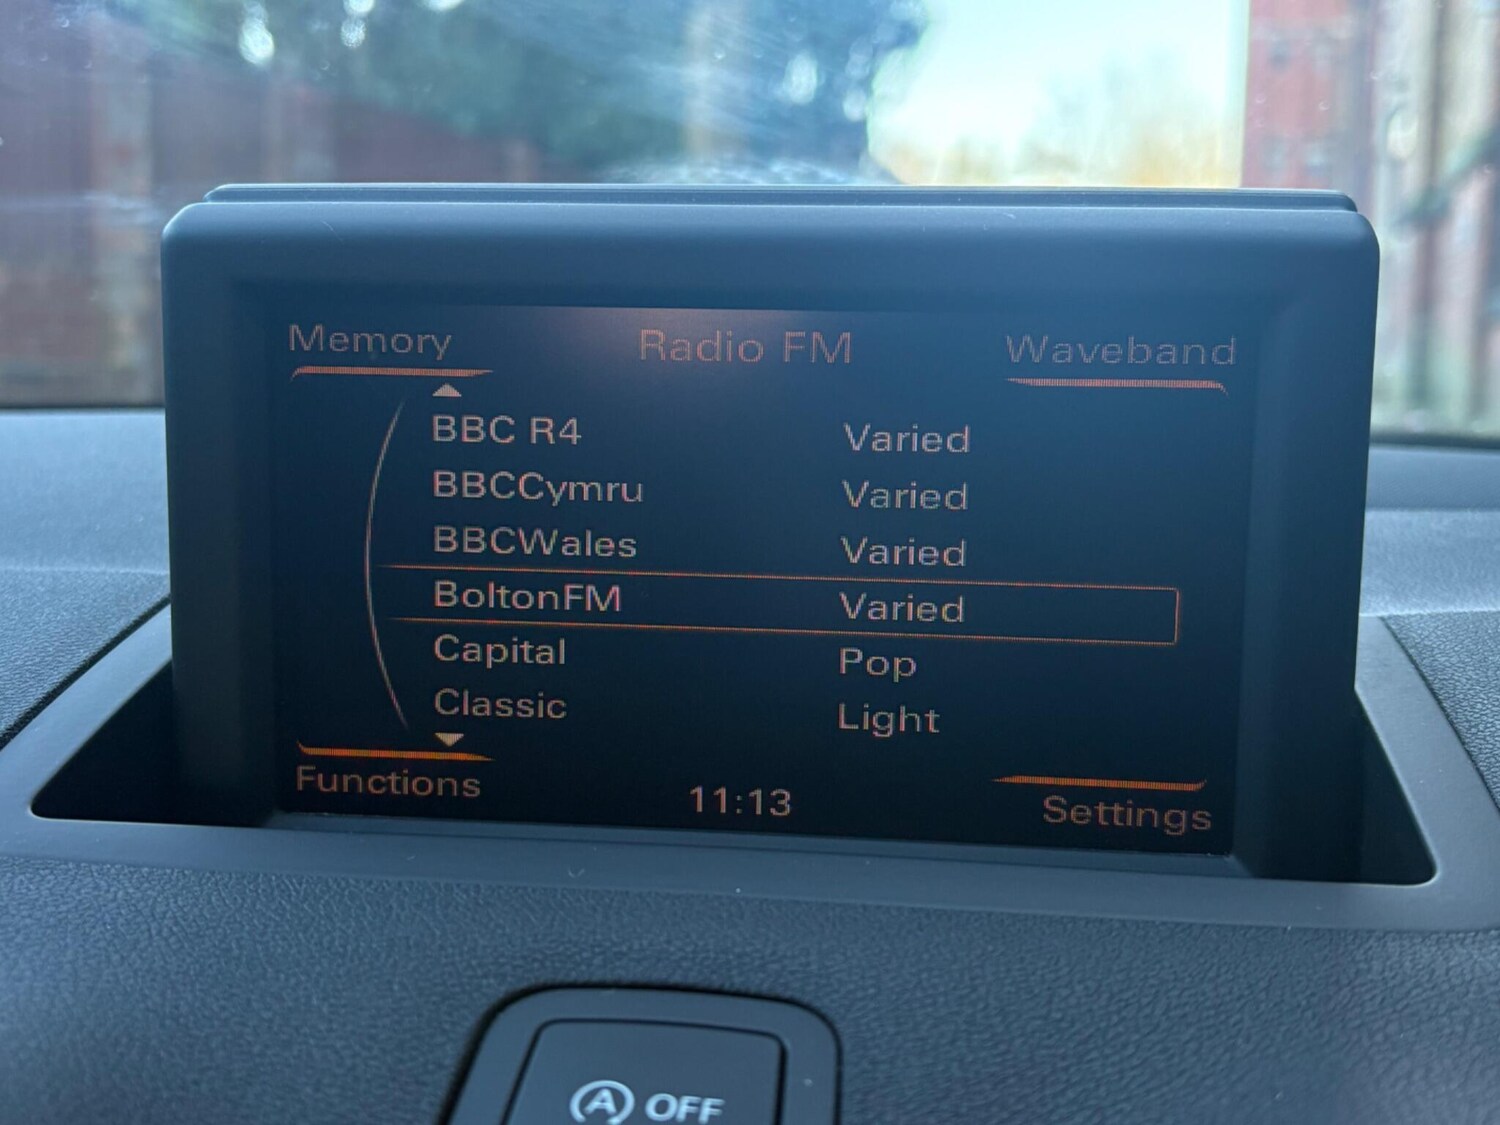 Memory Radio FM Waveband
BBC R4 Varied
BBCCymru Varied
BBCWales Varied
BoltonFM Varied
Capital Pop
Classic Light
Functions 11:13 Settings
A OFF